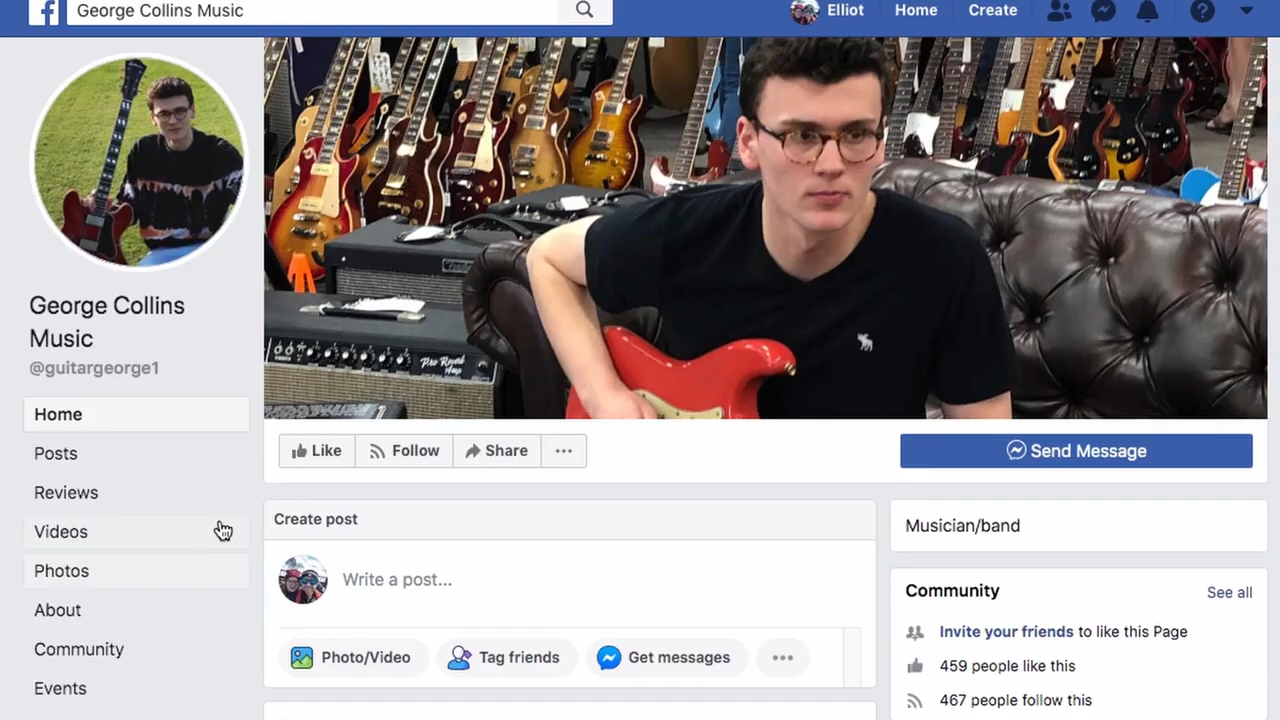 George Collins Music
Elliot
Home
Create
George Collins
Music
@guitargeorge1
Home
Posts
Reviews
Videos
Photos
About
Community
Events
Pro Reverb
Amp
Like
Follow
Share
Send Message
Create post
Write a post...
Photo/Video
Tag friends
Get messages
Musician/band
Community
See all
Invite your friends to like this Page
459 people like this
467 people follow this